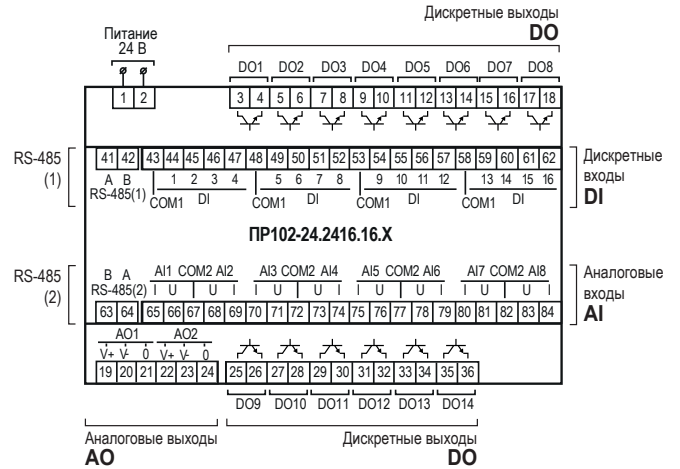 Дискретные выходы
DO
Питание
24 В
DO1 DO2 DO3 DO4 DO5 DO6 DO7 DO8
1 2 3 4 5 6 7 8 9 10 11 12 13 14 15 16 17 18
RS-485
(1)
41 42 43 44 45 46 47 48 49 50 51 52 53 54 55 56 57 58 59 60 61 62
A B
RS-485(1)
1 2 3 4 5 6 7 8 9 10 11 12 13 14 15 16
COM1 DI COM1 DI COM1 DI COM1 DI
Дискретные
входы
DI
ПР102-24.2416.16.X
RS-485
(2)
B A
RS-485(2)
AI1 COM2 AI2 AI3 COM2 AI4 AI5 COM2 AI6 AI7 COM2 AI8
I U U I I U U I I U U I I U U I
63 64 65 66 67 68 69 70 71 72 73 74 75 76 77 78 79 80 81 82 83 84
Аналоговые
входы
AI
AO1 AO2
V+ V- 0 V+ V- 0
19 20 21 22 23 24 25 26 27 28 29 30 31 32 33 34 35 36
DO9 DO10 DO11 DO12 DO13 DO14
Аналоговые выходы
AO
Дискретные выходы
DO